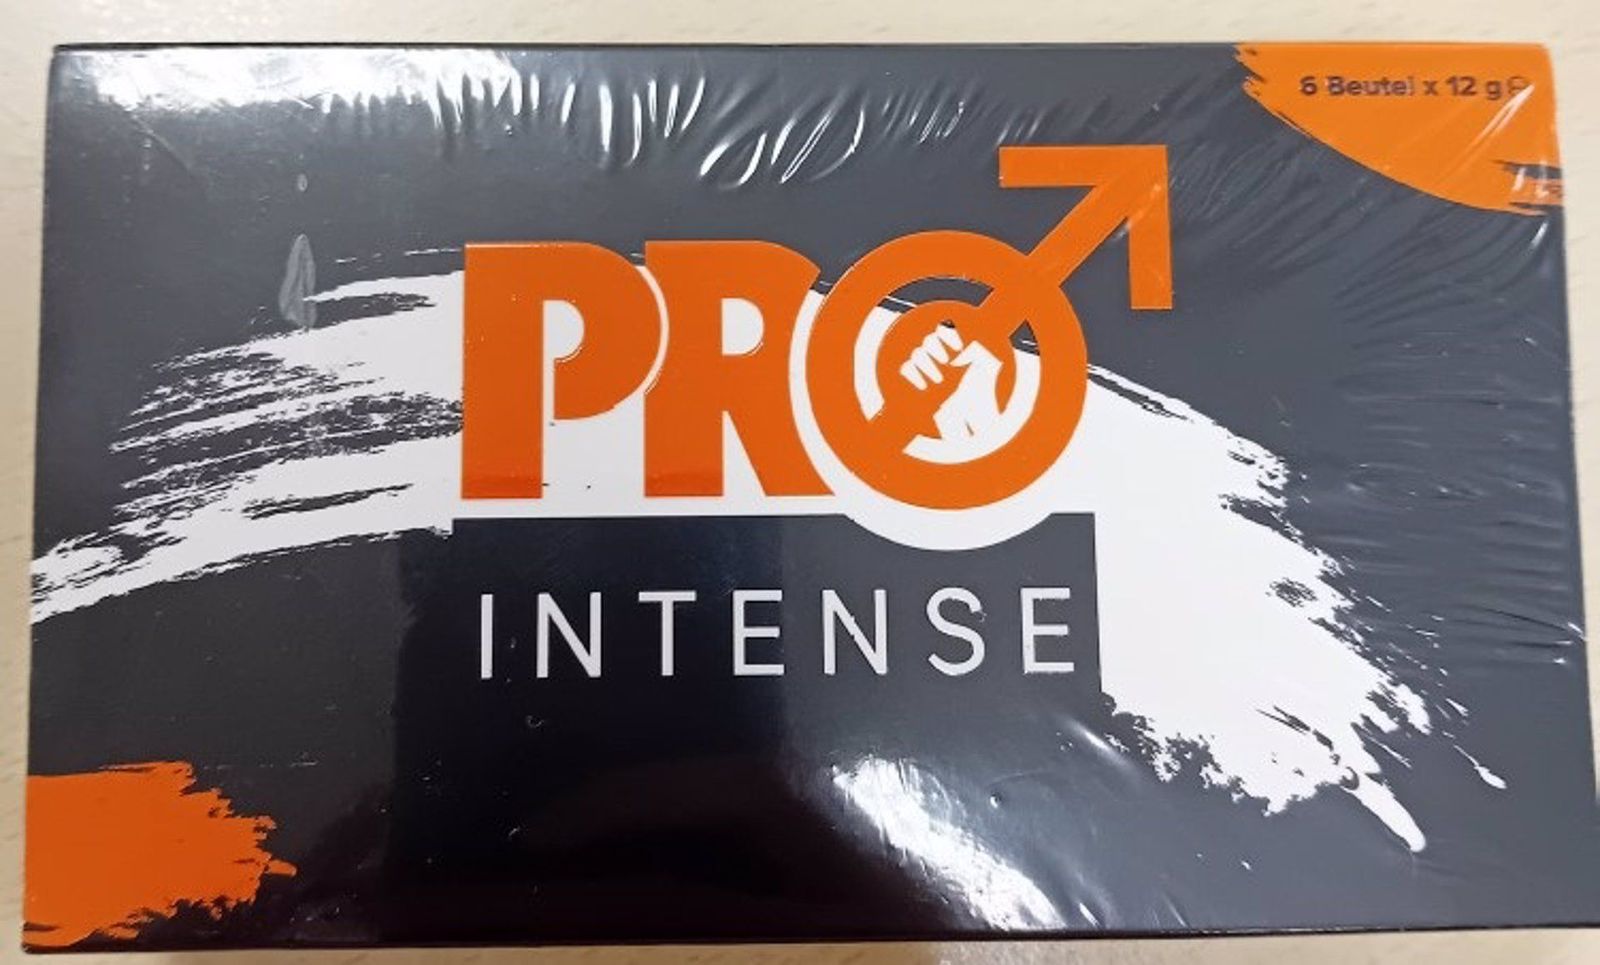 6 Beutel x 12 g ℮
PRO
INTENSE